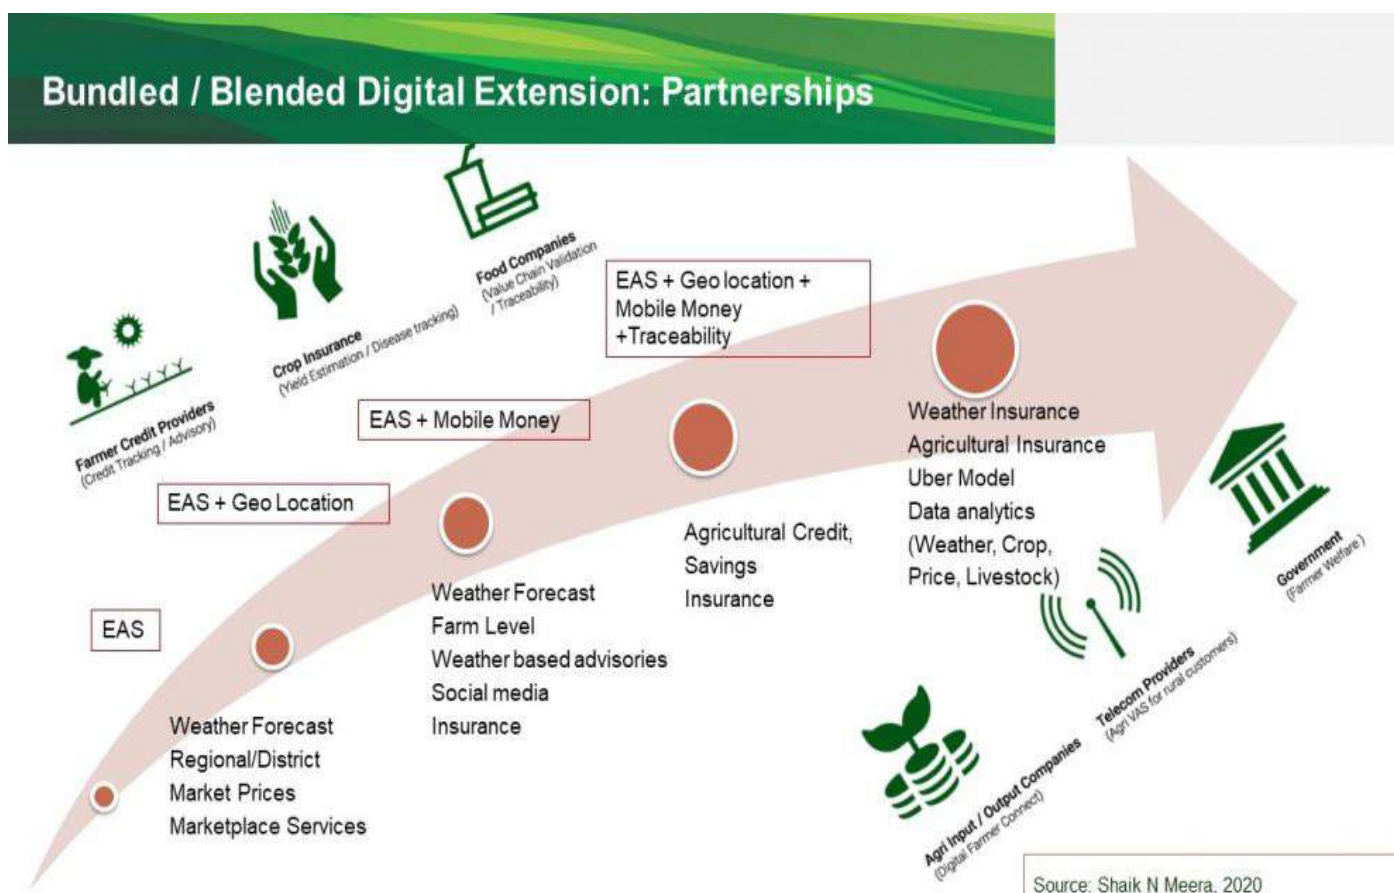 Bundled / Blended Digital Extension: Partnerships
Food Companies
(Value Chain Validation
/ Traceability)
Crop Insurance
(Yield Estimation / Disease tracking)
Farmer Credit Providers
(Credit Tracking / Advisory)
EAS + Geo location +
Mobile Money
+Traceability
EAS + Mobile Money
EAS + Geo Location
EAS
Weather Forecast
Regional/District
Market Prices
Marketplace Services
Weather Forecast
Farm Level
Weather based advisories
Social media
Insurance
Agricultural Credit,
Savings
Insurance
Weather Insurance
Agricultural Insurance
Uber Model
Data analytics
(Weather, Crop,
Price, Livestock)
Government
(Farmer Welfare )
Telecom Providers
(Agri VAS for rural customers)
Agri Input / Output Companies
(Digital Farmer Connect)
Source: Shaik N Meera, 2020